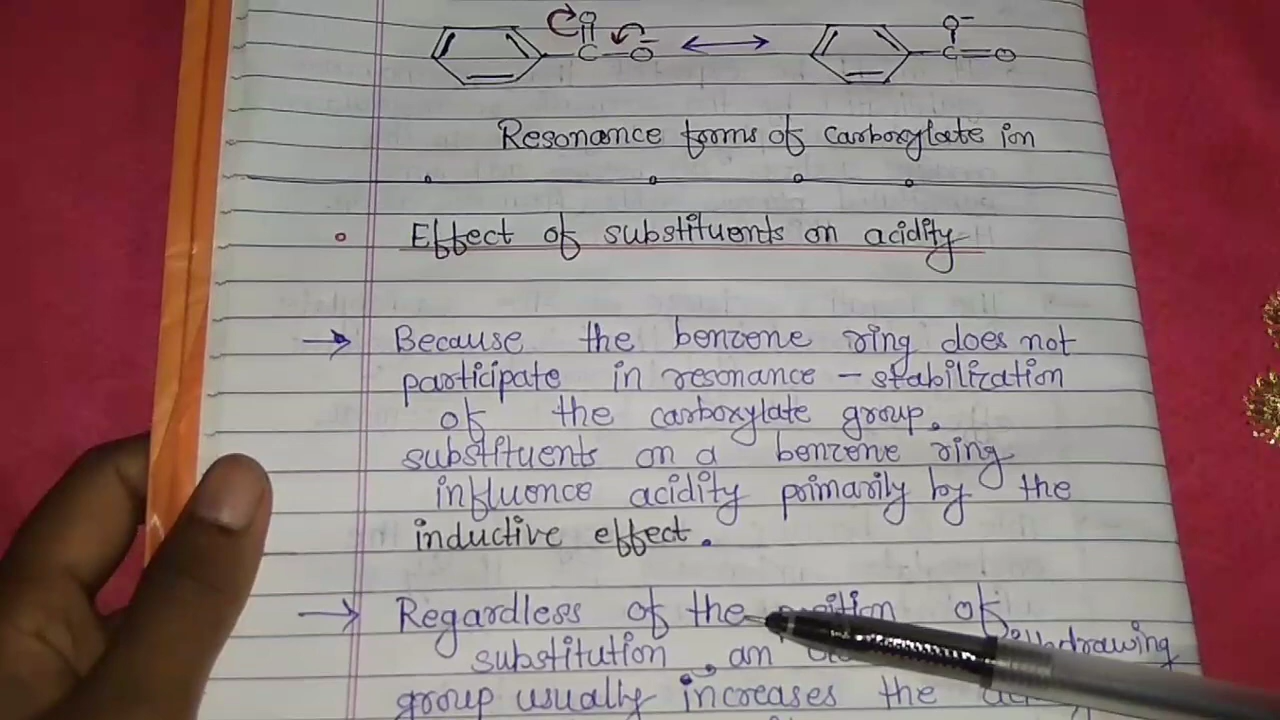 O
C O −
O −
C O
Resonance forms of carboxylate ion
Effect of substituents on acidity
→ Because the benzene ring does not
participate in resonance - stabilization
of the carboxylate group.
substituents on a benzene ring
influence acidity primarily by the
inductive effect.
→ Regardless of the position of
substitution, an
group usually increases the